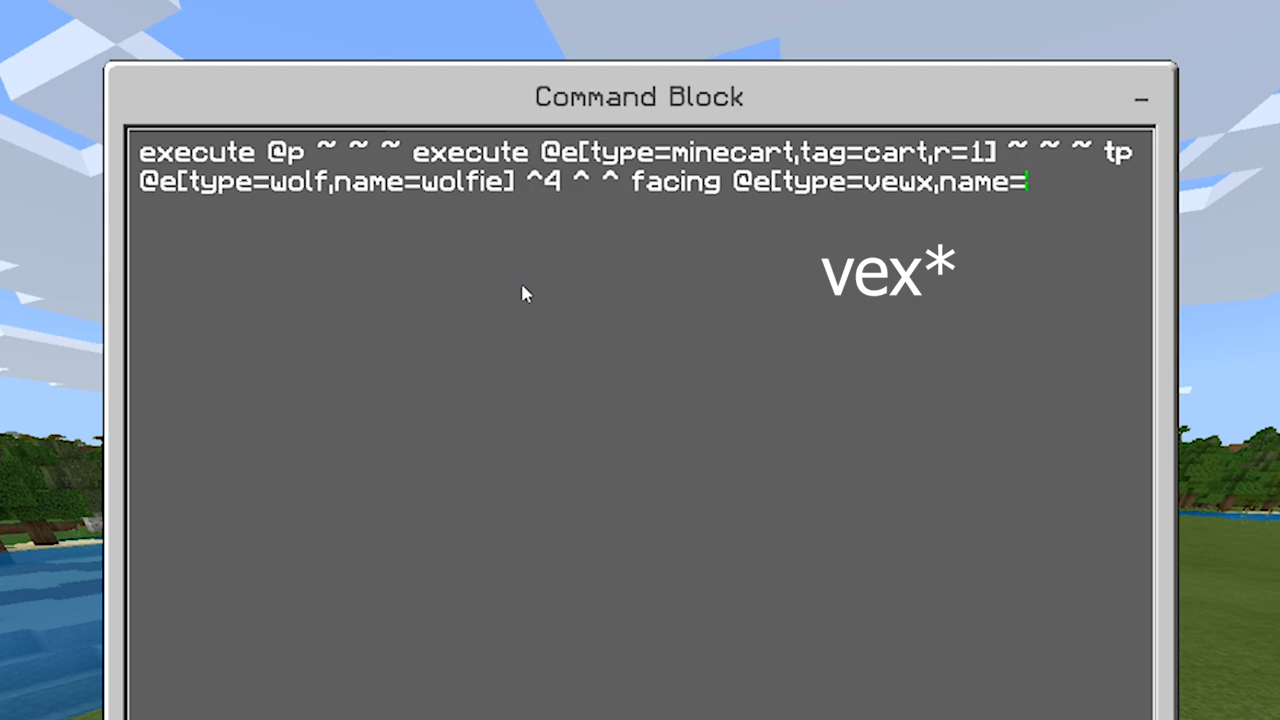 Command Block
execute @p ~ ~ ~ execute @e[type=minecart,tag=cart,r=1] ~ ~ ~ tp
@e[type=wolf,name=wolfie] ^4 ^ ^ facing @e[type=vewx,name=
vex*